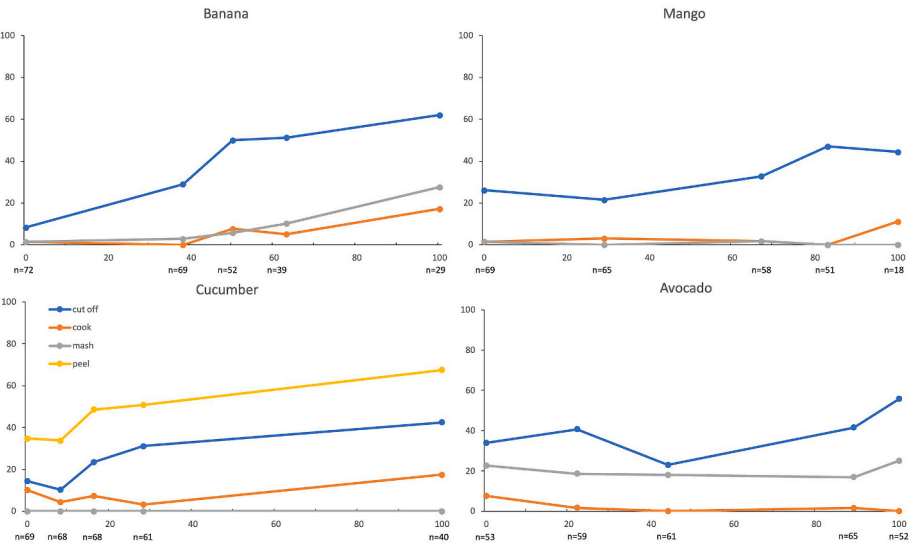 Banana
100
80
60
40
20
0
0 20 40 60 80 100
n=72 n=69 n=52 n=39 n=29
Mango
100
80
60
40
20
0
0 20 40 60 80 100
n=69 n=65 n=58 n=51 n=18
Cucumber
100
80
60
40
20
0
cut off
cook
mash
peel
0 20 40 60 80 100
n=69 n=68 n=68 n=61 n=40
Avocado
100
80
60
40
20
0
0 20 40 60 80 100
n=53 n=59 n=61 n=65 n=52